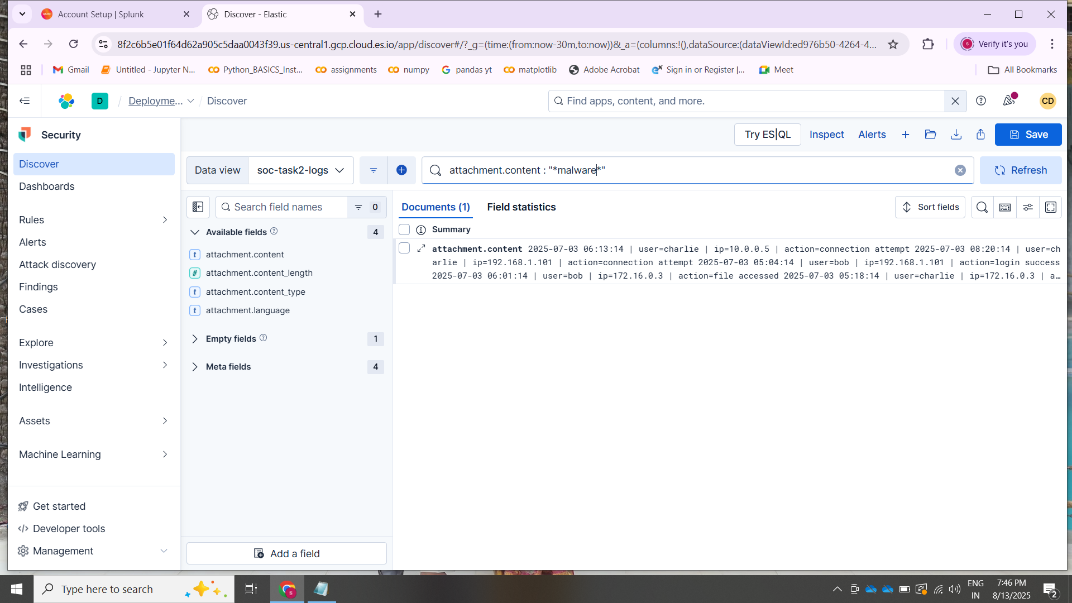 Account Setup | Splunk
Discover - Elastic
8f2c6b5e01f64d62a905c5daa0043f39.us-central1.gcp.cloud.es.io/app/discover#/?_g=(time:(from:now-30m,to:now))&_a=(columns:!(),dataSource:(dataViewId:ed976b50-4264-4...
Verify it's you
Gmail
Untitled - Jupyter N...
Python_BASICS_Inst...
assignments
numpy
pandas yt
matplotlib
Adobe Acrobat
Sign in or Register |...
Meet
All Bookmarks
D
/
Deployme...
/
Discover
Find apps, content, and more.
CD
Security
Try ES|QL
Inspect
Alerts
Save
Discover
Dashboards
Rules
Alerts
Attack discovery
Findings
Cases
Explore
Investigations
Intelligence
Assets
Machine Learning
Get started
Developer tools
Management
Data view
soc-task2-logs
attachment.content : "*malware*"
Refresh
Search field names
0
Available fields
4
t attachment.content
# attachment.content_length
t attachment.content_type
t attachment.language
Empty fields
1
Meta fields
4
Add a field
Documents (1)
Field statistics
Sort fields
Summary
attachment.content 2025-07-03 06:13:14 | user=charlie | ip=10.0.0.5 | action=connection attempt 2025-07-03 08:20:14 | user=ch
arlie | ip=192.168.1.101 | action=connection attempt 2025-07-03 05:04:14 | user=bob | ip=192.168.1.101 | action=login success
2025-07-03 06:01:14 | user=bob | ip=172.16.0.3 | action=file accessed 2025-07-03 05:18:14 | user=charlie | ip=172.16.0.3 | a...
Type here to search
ENG
IN
7:46 PM
8/13/2025
2